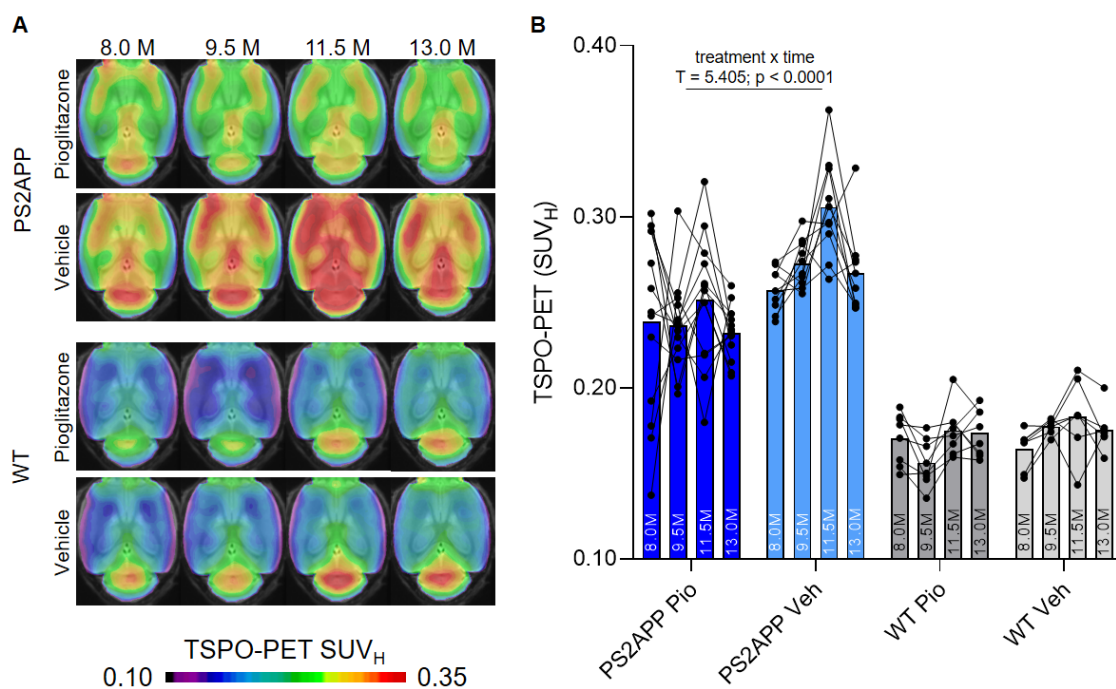 A
8.0 M 9.5 M 11.5 M 13.0 M
PS2APP
Pioglitazone
Vehicle
WT
Pioglitazone
Vehicle
TSPO-PET SUVH
0.10 0.35
B
TSPO-PET (SUVH)
0.40
0.30
0.20
0.10
treatment x time
T = 5.405; p < 0.0001
8.0M 9.5M 11.5M 13.0M
8.0M 9.5M 11.5M 13.0M
8.0M 9.5M 11.5M 13.0M
8.0M 9.5M 11.5M 13.0M
PS2APP Pio
PS2APP Veh
WT Pio
WT Veh